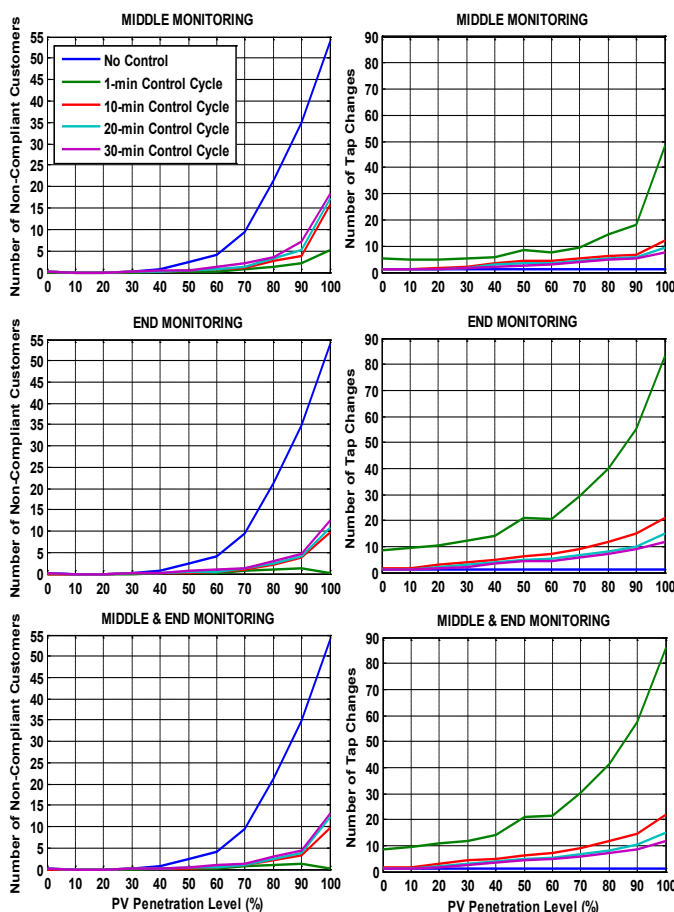 MIDDLE MONITORING
Number of Non-Compliant Customers
55
50
45
40
35
30
25
20
15
10
5
0
No Control
1-min Control Cycle
10-min Control Cycle
20-min Control Cycle
30-min Control Cycle
0 10 20 30 40 50 60 70 80 90 100
MIDDLE MONITORING
Number of Tap Changes
90
80
70
60
50
40
30
20
10
0
0 10 20 30 40 50 60 70 80 90 100
END MONITORING
Number of Non-Compliant Customers
55
50
45
40
35
30
25
20
15
10
5
0
0 10 20 30 40 50 60 70 80 90 100
END MONITORING
Number of Tap Changes
90
80
70
60
50
40
30
20
10
0
0 10 20 30 40 50 60 70 80 90 100
MIDDLE & END MONITORING
Number of Non-Compliant Customers
55
50
45
40
35
30
25
20
15
10
5
0
0 10 20 30 40 50 60 70 80 90 100
PV Penetration Level (%)
MIDDLE & END MONITORING
Number of Tap Changes
90
80
70
60
50
40
30
20
10
0
0 10 20 30 40 50 60 70 80 90 100
PV Penetration Level (%)